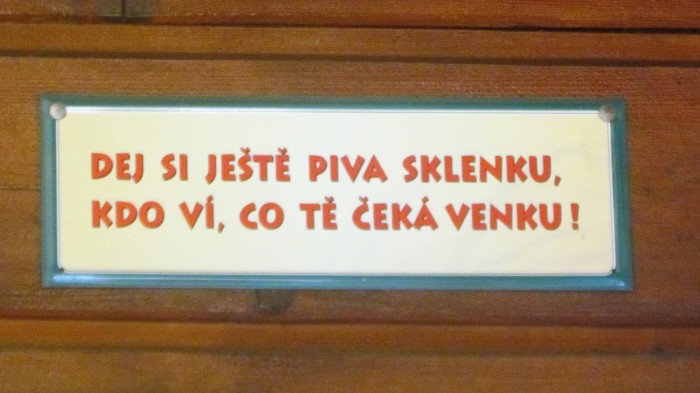 DEJ SI JEŠTĚ PIVA SKLENKU,
KDO VÍ, CO TĚ ČEKÁ VENKU!